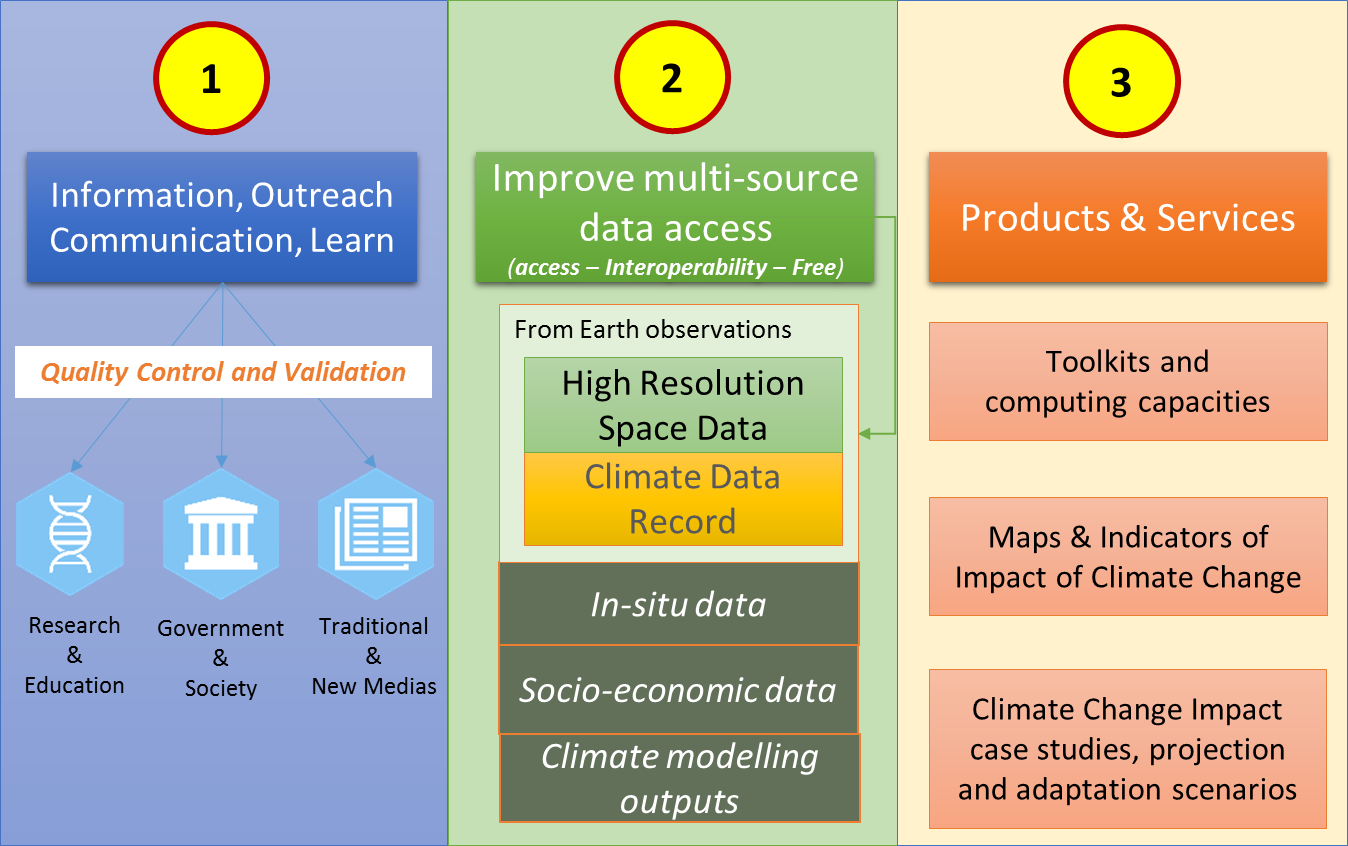 1
Information, Outreach
Communication, Learn
Quality Control and Validation
Research
&
Education
Government
&
Society
Traditional
&
New Medias
2
Improve multi-source
data access
(access – Interoperability – Free)
From Earth observations
High Resolution
Space Data
Climate Data
Record
In-situ data
Socio-economic data
Climate modelling
outputs
3
Products & Services
Toolkits and
computing capacities
Maps & Indicators of
Impact of Climate Change
Climate Change Impact
case studies, projection
and adaptation scenarios